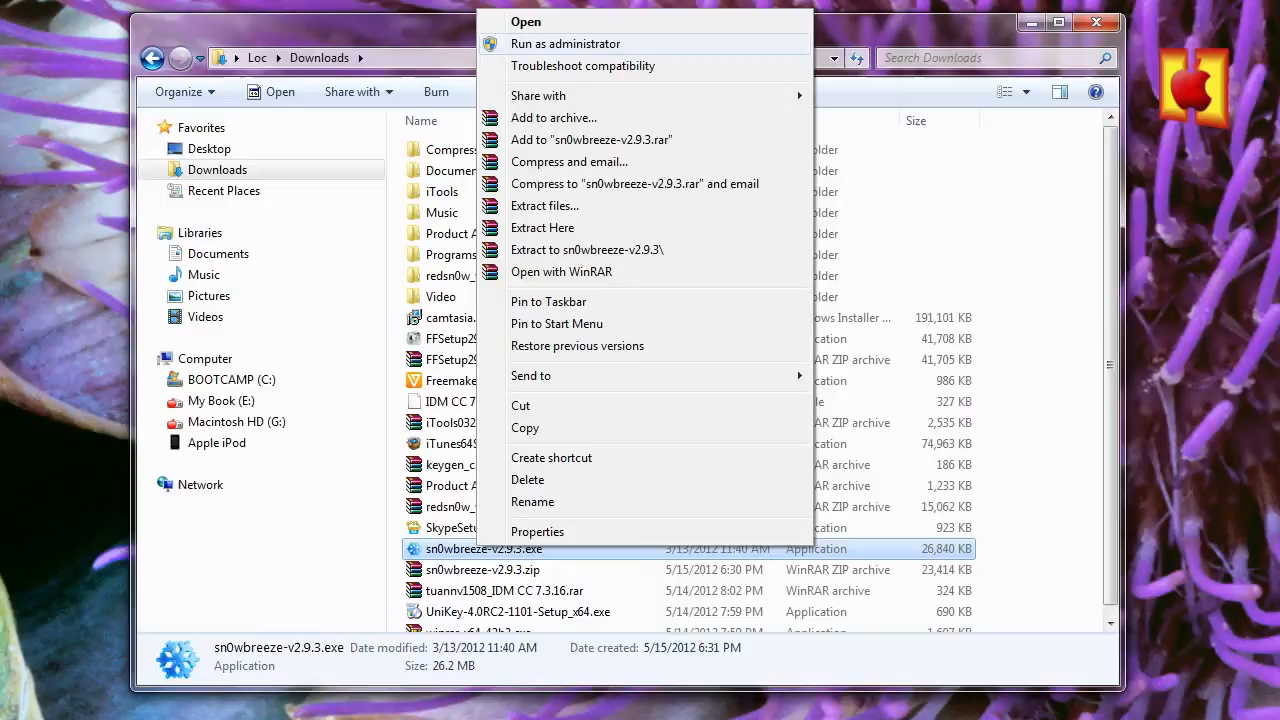 Loc
Downloads
Search Downloads
Organize
Open
Share with
Burn
Open
Run as administrator
Troubleshoot compatibility
Share with
Add to archive...
Add to "sn0wbreeze-v2.9.3.rar"
Compress and email...
Compress to "sn0wbreeze-v2.9.3.rar" and email
Extract files...
Extract Here
Extract to sn0wbreeze-v2.9.3\
Open with WinRAR
Pin to Taskbar
Pin to Start Menu
Restore previous versions
Send to
Cut
Copy
Create shortcut
Delete
Rename
Properties
Favorites
Desktop
Downloads
Recent Places
Libraries
Documents
Music
Pictures
Videos
Computer
BOOTCAMP (C:)
My Book (E:)
Macintosh HD (G:)
Apple iPod
Network
Name Size
Compres older
Documen older
iTools older
Music older
Product A older
Programs older
redsn0w_ older
Video older
camtasia. ows Installer ... 191,101 KB
FFSetup29 cation 41,708 KB
FFSetup29 AR ZIP archive 41,705 KB
Freemake cation 986 KB
IDM CC 7 le 327 KB
iTools032 AR ZIP archive 2,535 KB
iTunes64S cation 74,963 KB
keygen_c AR archive 186 KB
Product A AR archive 1,233 KB
redsn0w_ AR ZIP archive 15,062 KB
SkypeSetu cation 923 KB
sn0wbreeze-v2.9.3.exe 3/13/2012 11:40 AM Application 26,840 KB
sn0wbreeze-v2.9.3.zip 5/15/2012 6:30 PM WinRAR ZIP archive 23,414 KB
tuannv1508_IDM CC 7.3.16.rar 5/14/2012 8:02 PM WinRAR archive 324 KB
UniKey-4.0RC2-1101-Setup_x64.exe 5/14/2012 7:59 PM Application 690 KB
sn0wbreeze-v2.9.3.exe Date modified: 3/13/2012 11:40 AM Date created: 5/15/2012 6:31 PM
Application Size: 26.2 MB